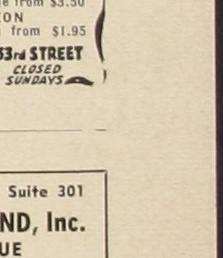 e from $3.50
ON
from $1.95
53rd STREET
CLOSED
SUNDAYS
Suite 301
ND, Inc.
UE